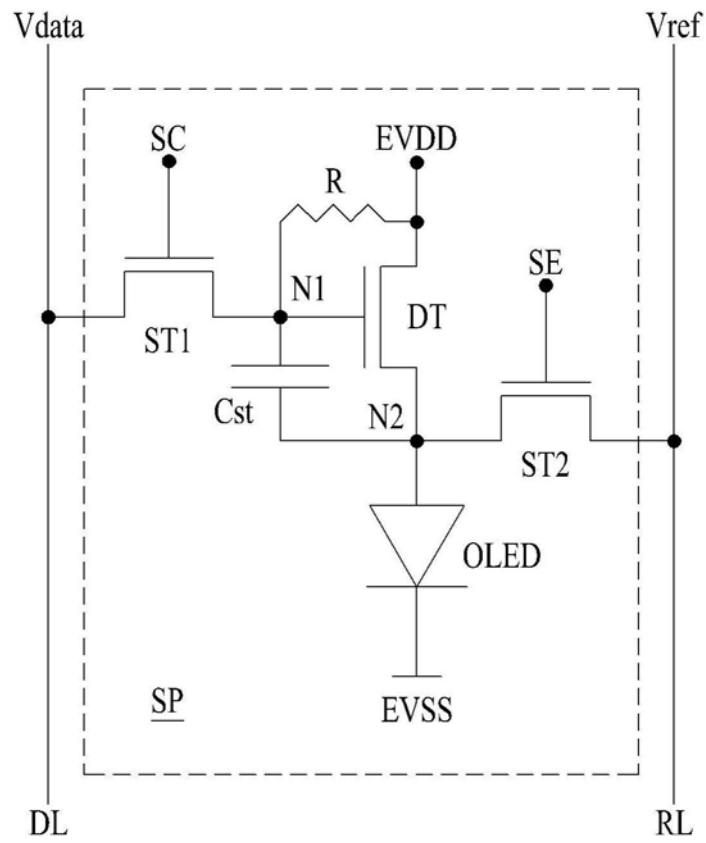 Vdata
Vref
SC
EVDD
R
SE
N1
DT
ST1
Cst
N2
ST2
OLED
SP
EVSS
DL
RL